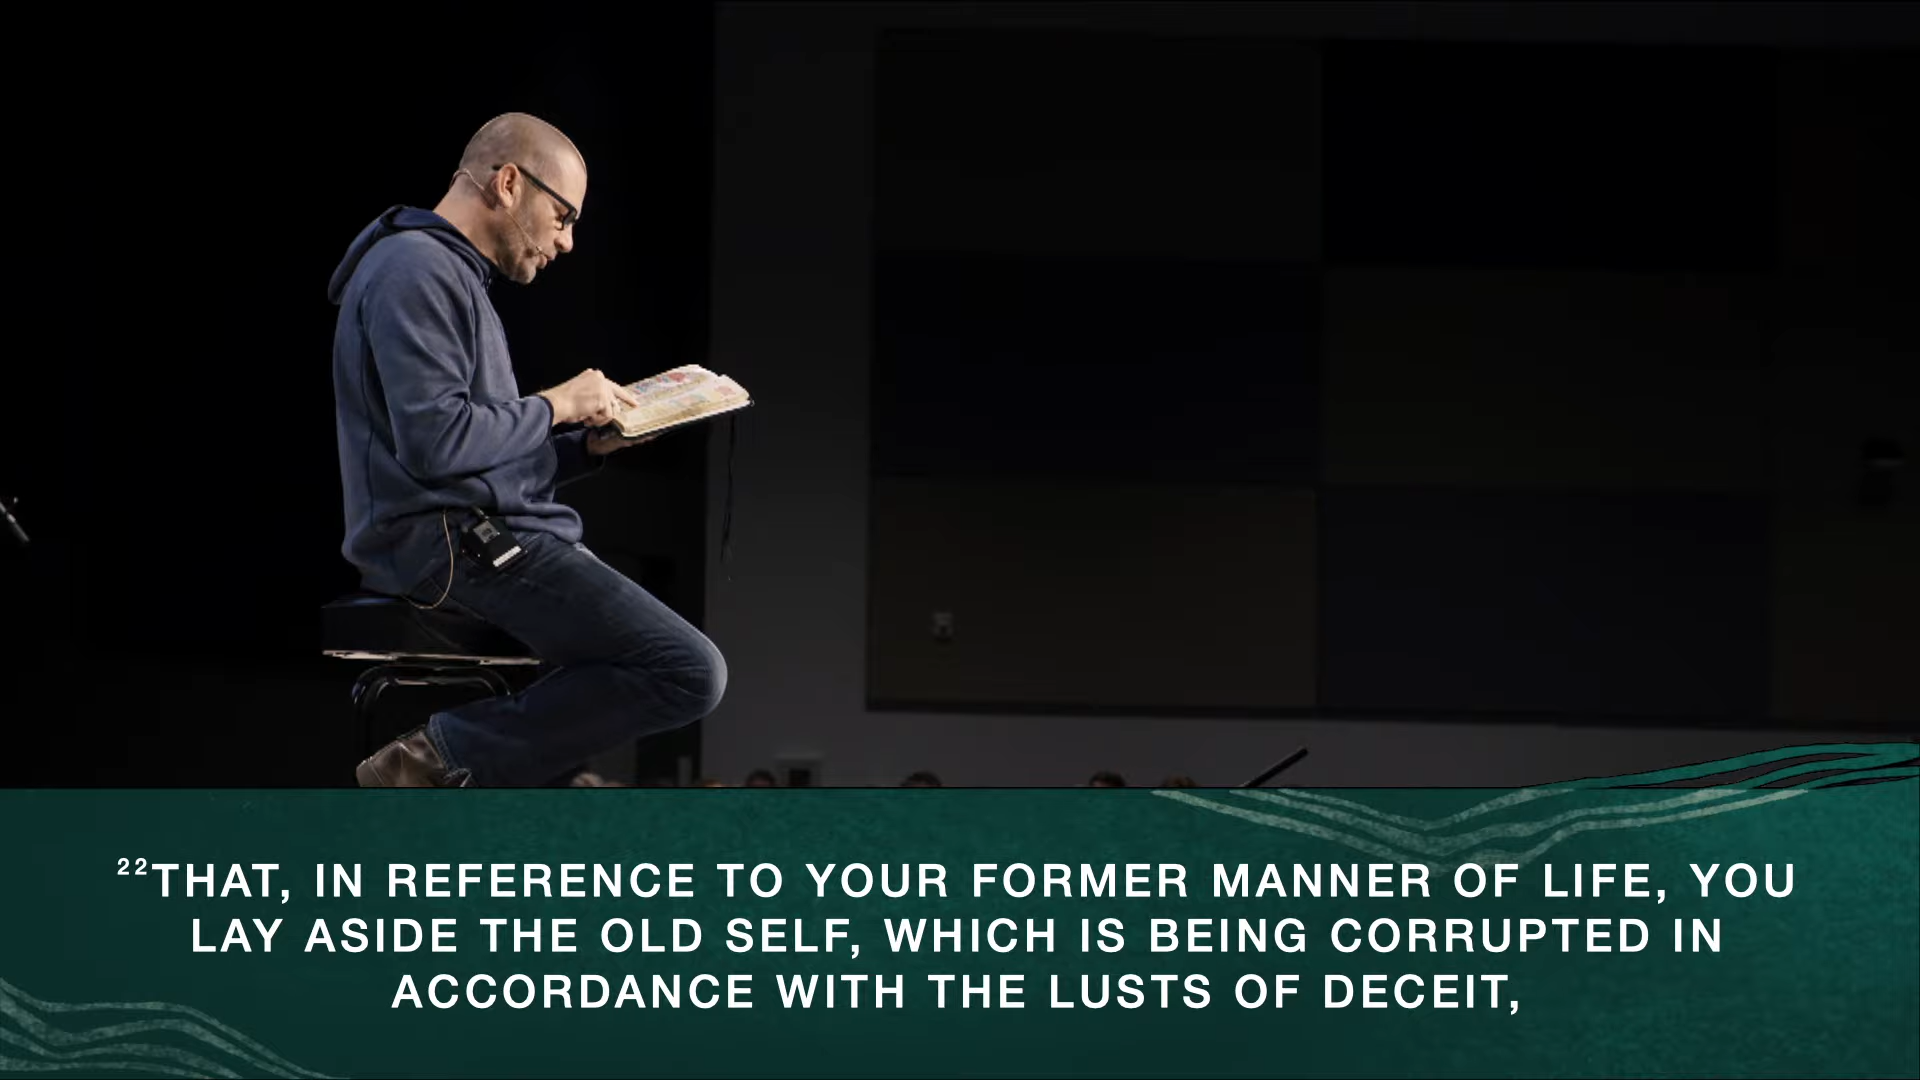 ²²THAT, IN REFERENCE TO YOUR FORMER MANNER OF LIFE, YOU
LAY ASIDE THE OLD SELF, WHICH IS BEING CORRUPTED IN
ACCORDANCE WITH THE LUSTS OF DECEIT,